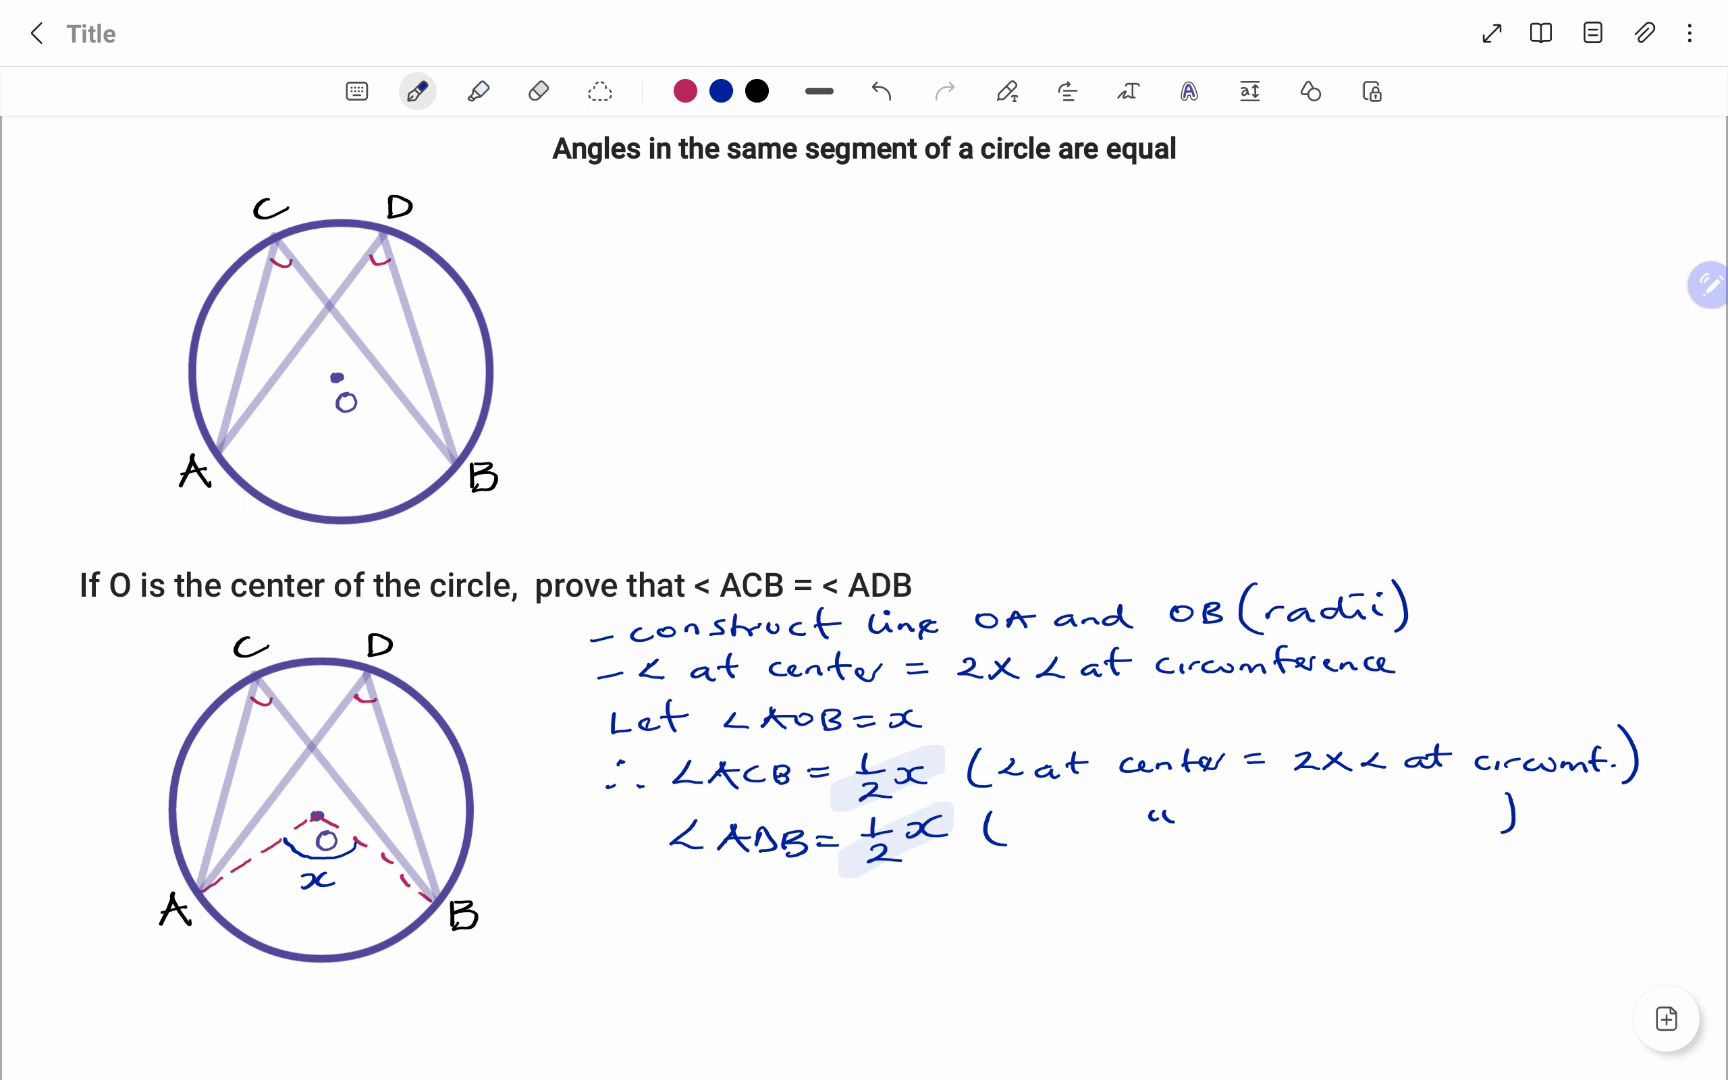 Title
Angles in the same segment of a circle are equal
C D
O
A B
If O is the center of the circle, prove that < ACB = < ADB
- construct line OA and OB (radii)
- ∠ at center = 2 x ∠ at circumference
Let ∠AOB = x
∴ ∠ACB = 1/2 x (∠ at center = 2 x ∠ at circumf.)
∠ADB = 1/2 x ( " )
C D
O
x
A B